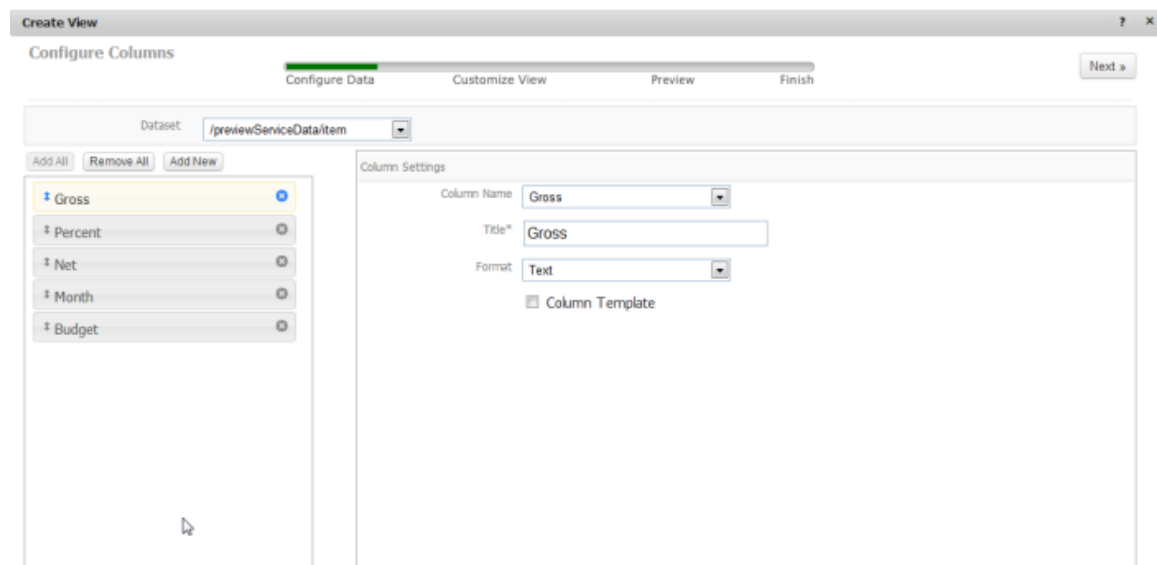 Create View ? ×
Configure Columns
Next »
Configure Data Customize View Preview Finish
Dataset /previewServiceData/item
Add All Remove All Add New
Column Settings
Gross
Percent
Net
Month
Budget
Column Name Gross
Title* Gross
Format Text
Column Template